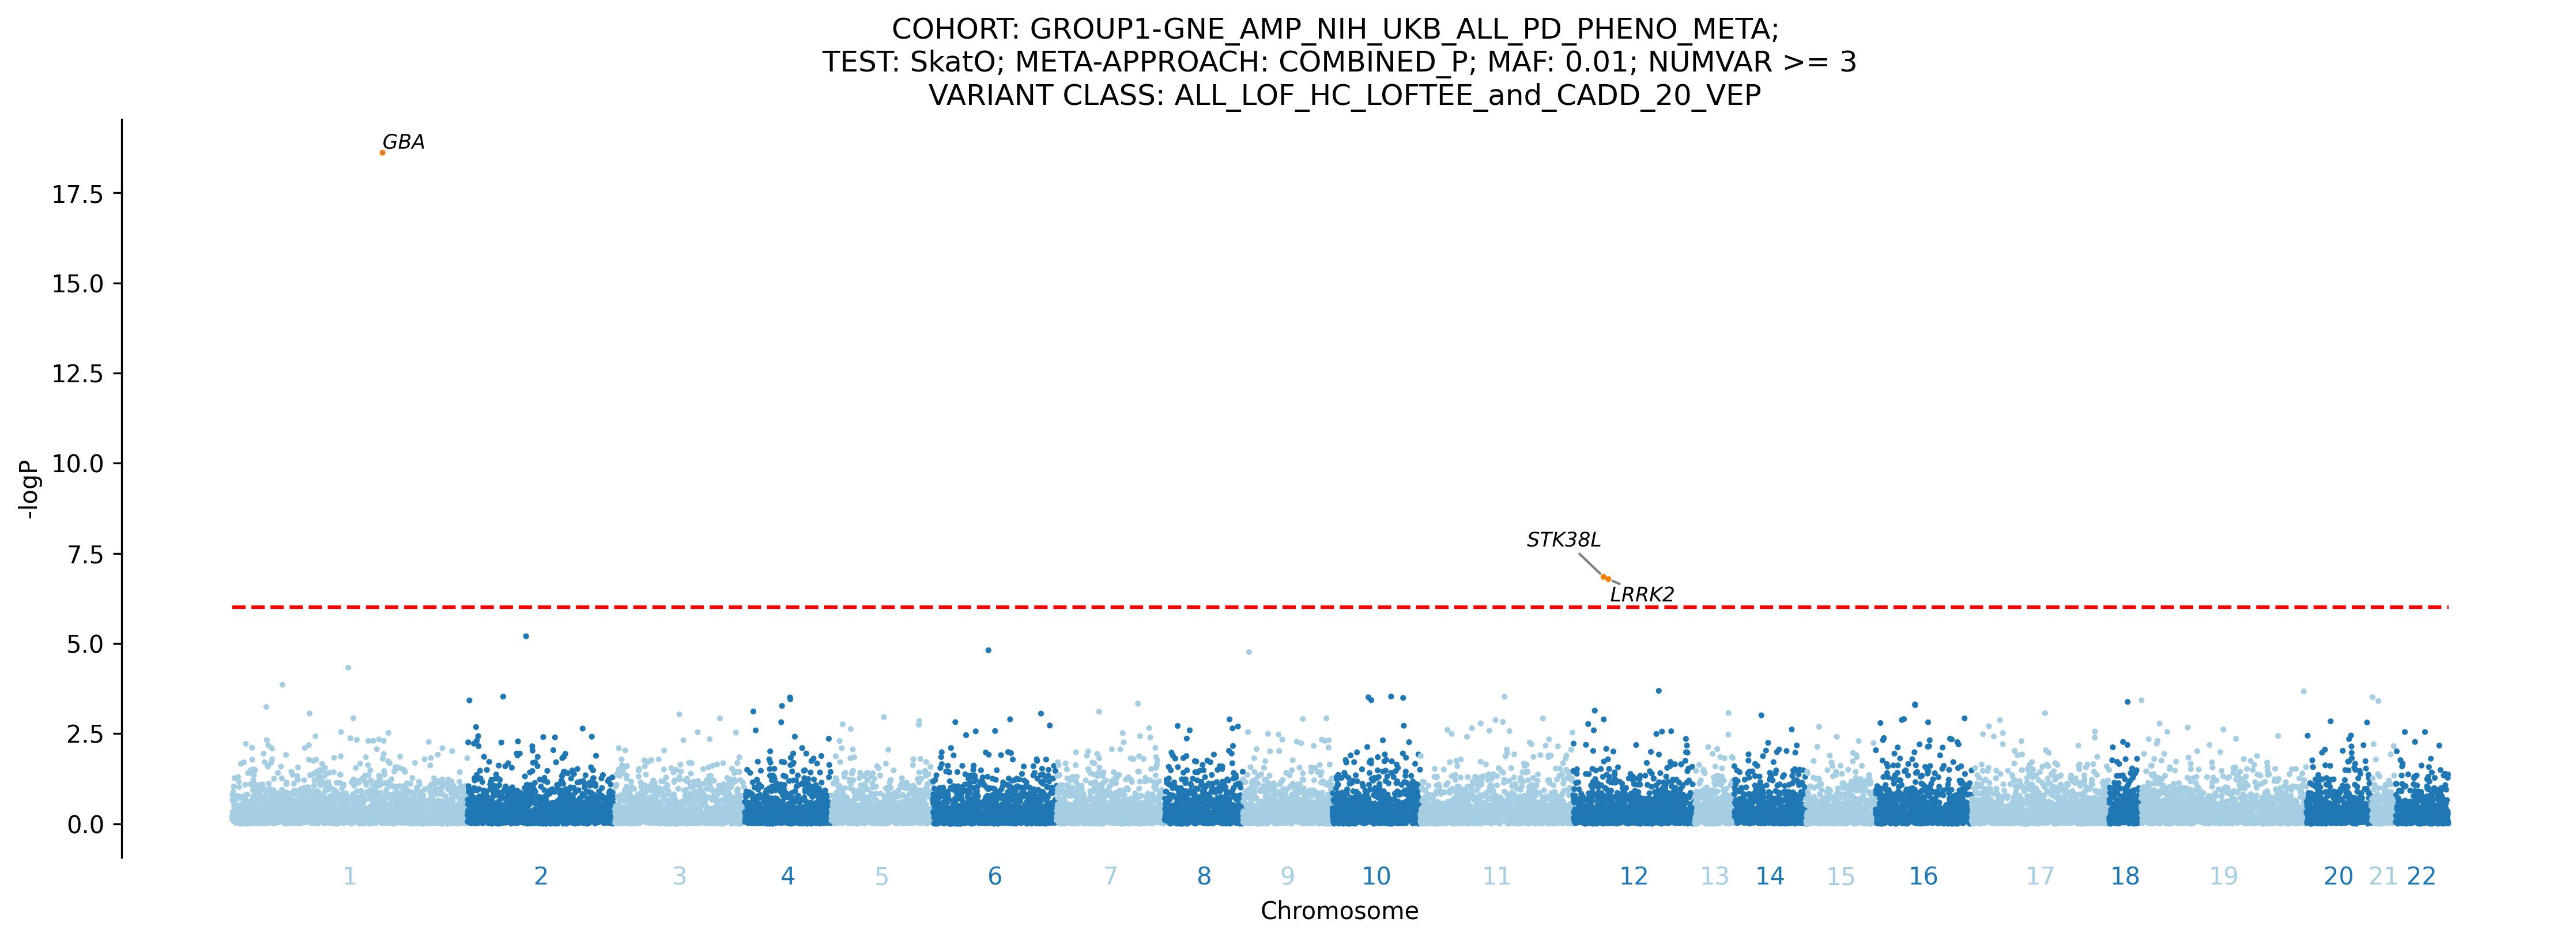 COHORT: GROUP1-GNE_AMP_NIH_UKB_ALL_PD_PHENO_META;
TEST: SkatO; META-APPROACH: COMBINED_P; MAF: 0.01; NUMVAR >= 3
VARIANT CLASS: ALL_LOF_HC_LOFTEE_and_CADD_20_VEP
GBA
17.5
15.0
12.5
10.0
-logP
STK38L
7.5
LRRK2
5.0
2.5
0.0
1 2 3 4 5 6 7 8 9 10 11 12 13 14 15 16 17 18 19 20 21 22
Chromosome